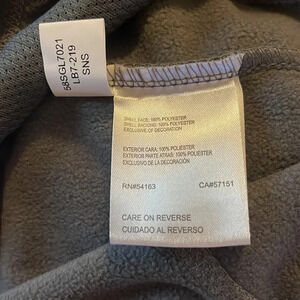 58SGL7021
LB7-219
SNS
SHELL FACE: 100% POLYESTER
SHELL BACKING: 100% POLYESTER
EXCLUSIVE OF DECORATION
EXTERIOR CARA: 100% POLIESTER
EXTERIOR PARTE ATRAS: 100% POLIESTER
EXCLUSIVO DE LA DECORACIÓN
RN#54163 CA#57151
CARE ON REVERSE
CUIDADO AL REVERSO